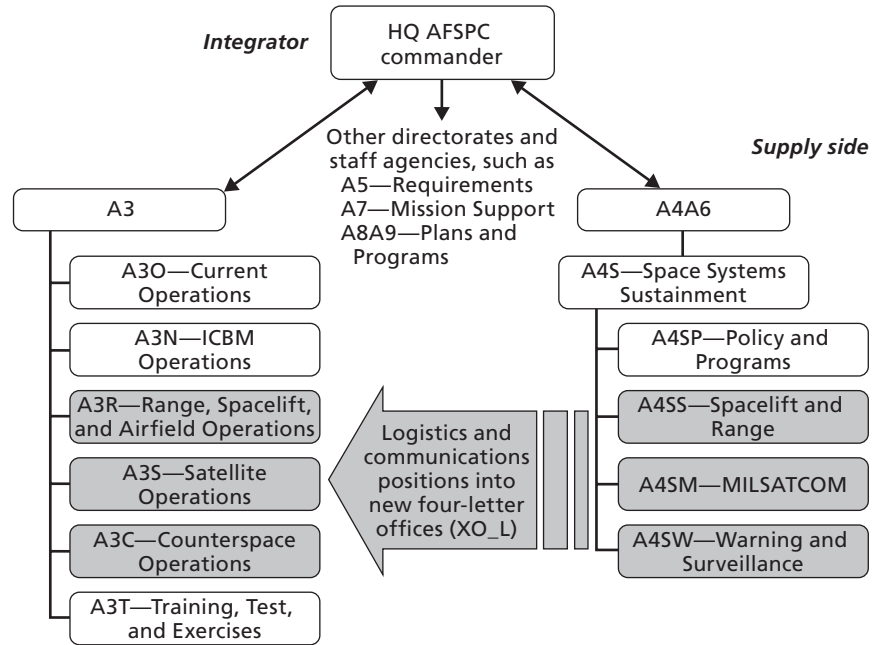 Integrator
HQ AFSPC
commander
Other directorates and
staff agencies, such as
A5—Requirements
A7—Mission Support
A8A9—Plans and
Programs
Supply side
A3
A3O—Current
Operations
A3N—ICBM
Operations
A3R—Range, Spacelift,
and Airfield Operations
A3S—Satellite
Operations
A3C—Counterspace
Operations
A3T—Training, Test,
and Exercises
Logistics and
communications
positions into
new four-letter
offices (XO_L)
A4A6
A4S—Space Systems
Sustainment
A4SP—Policy and
Programs
A4SS—Spacelift and
Range
A4SM—MILSATCOM
A4SW—Warning and
Surveillance